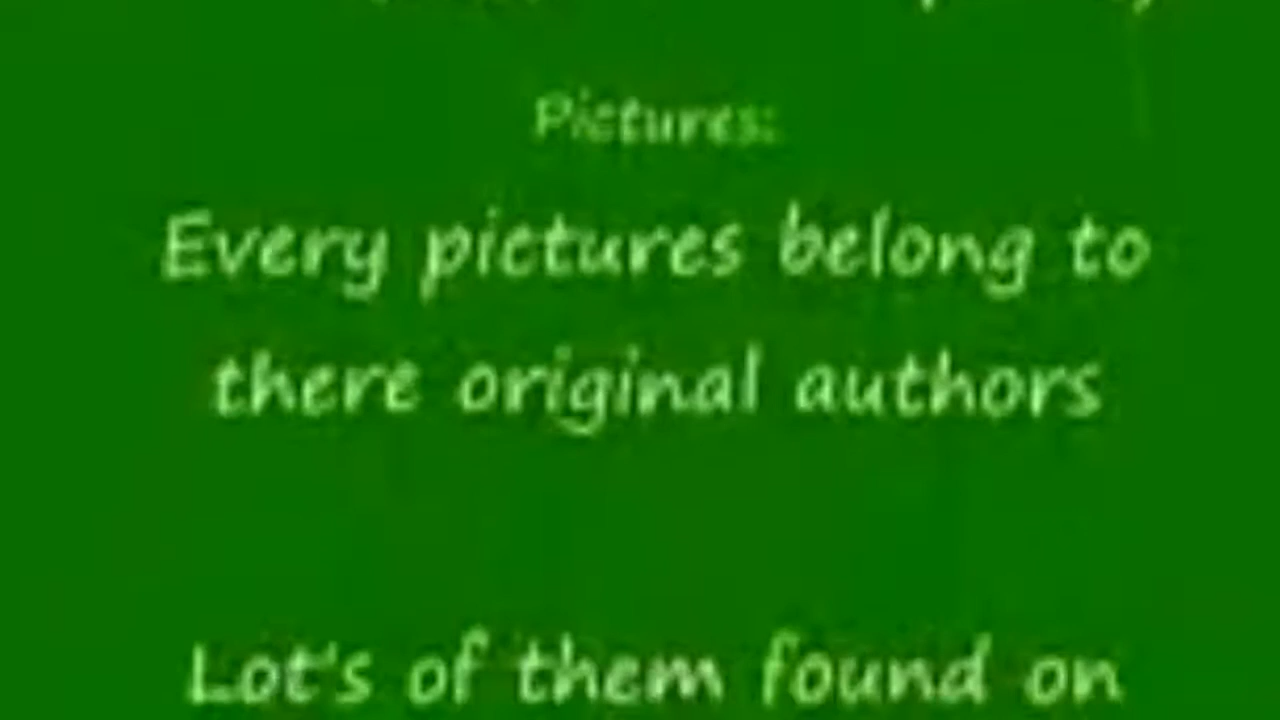 Pictures:
Every pictures belong to
there original authors
Lot's of them found on